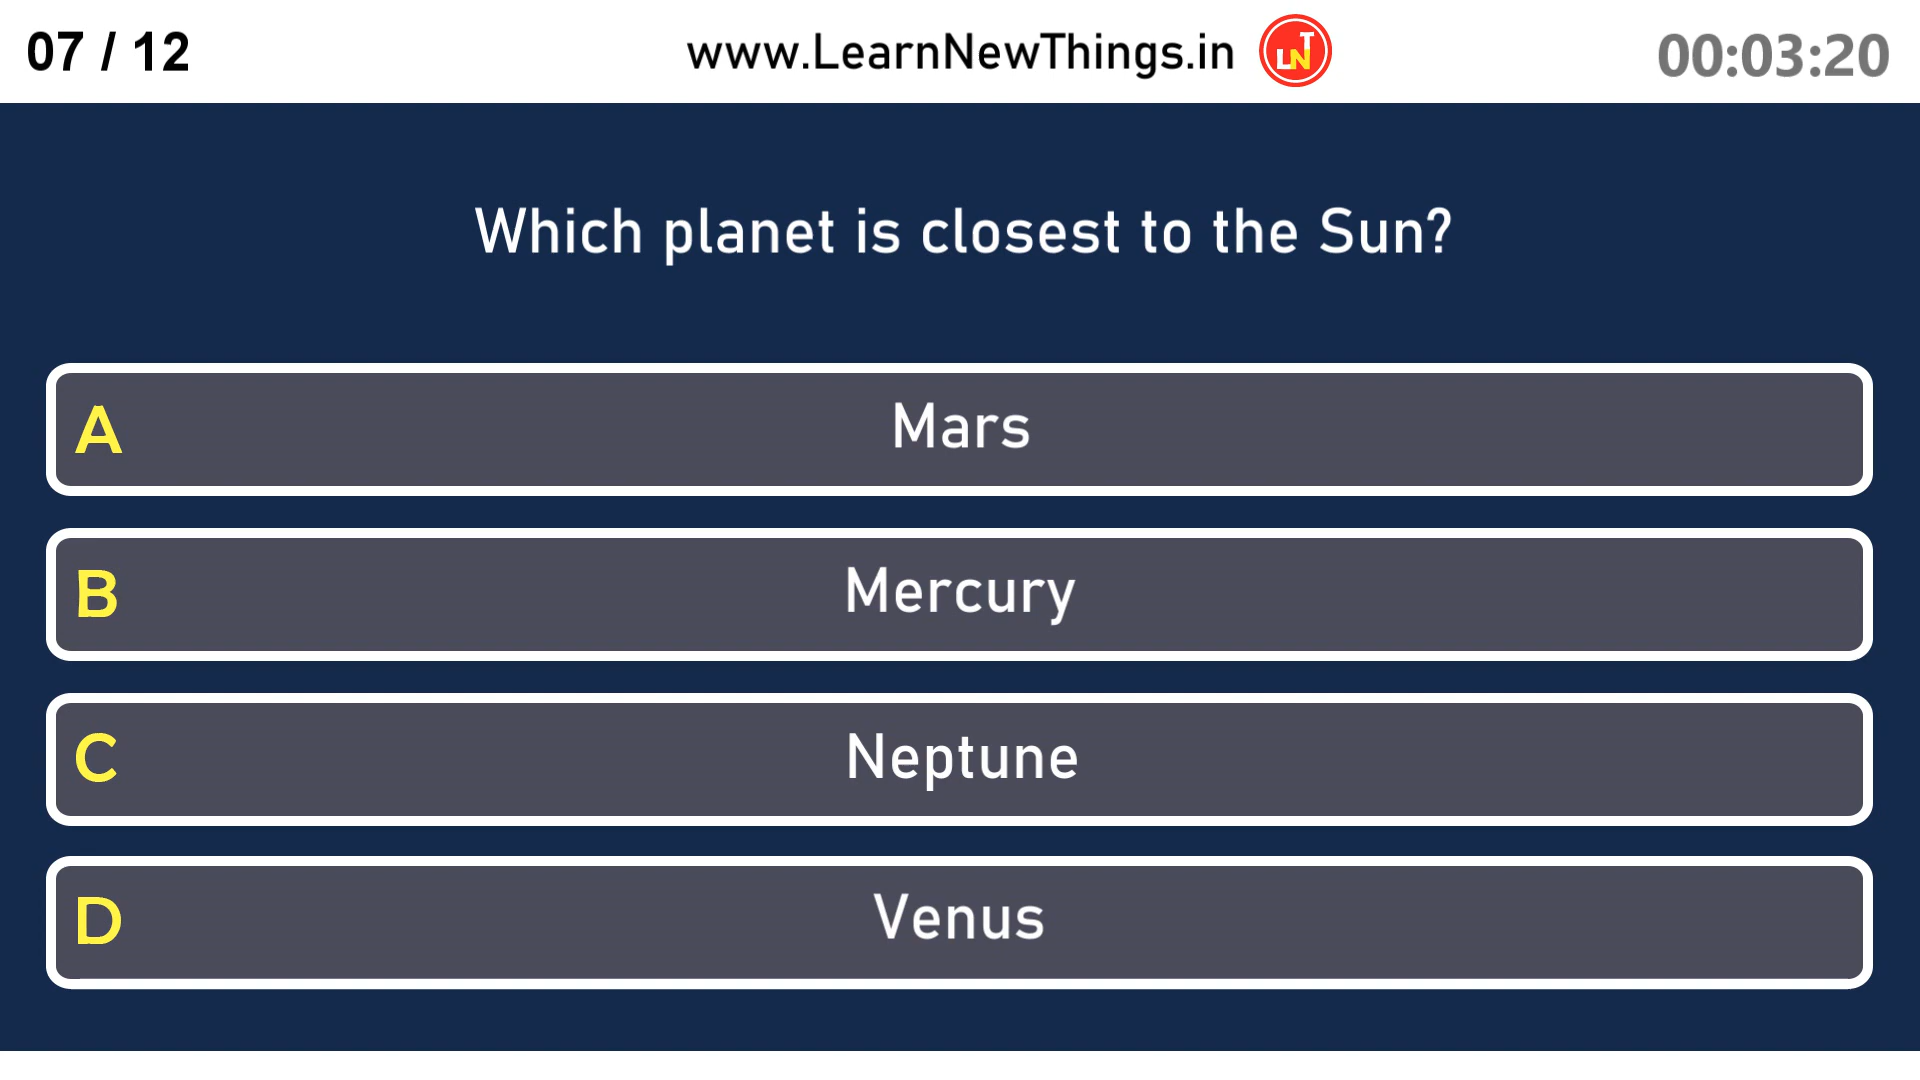 07 / 12
www.LearnNewThings.in
LNT
00:03:20
Which planet is closest to the Sun?
A Mars
B Mercury
C Neptune
D Venus